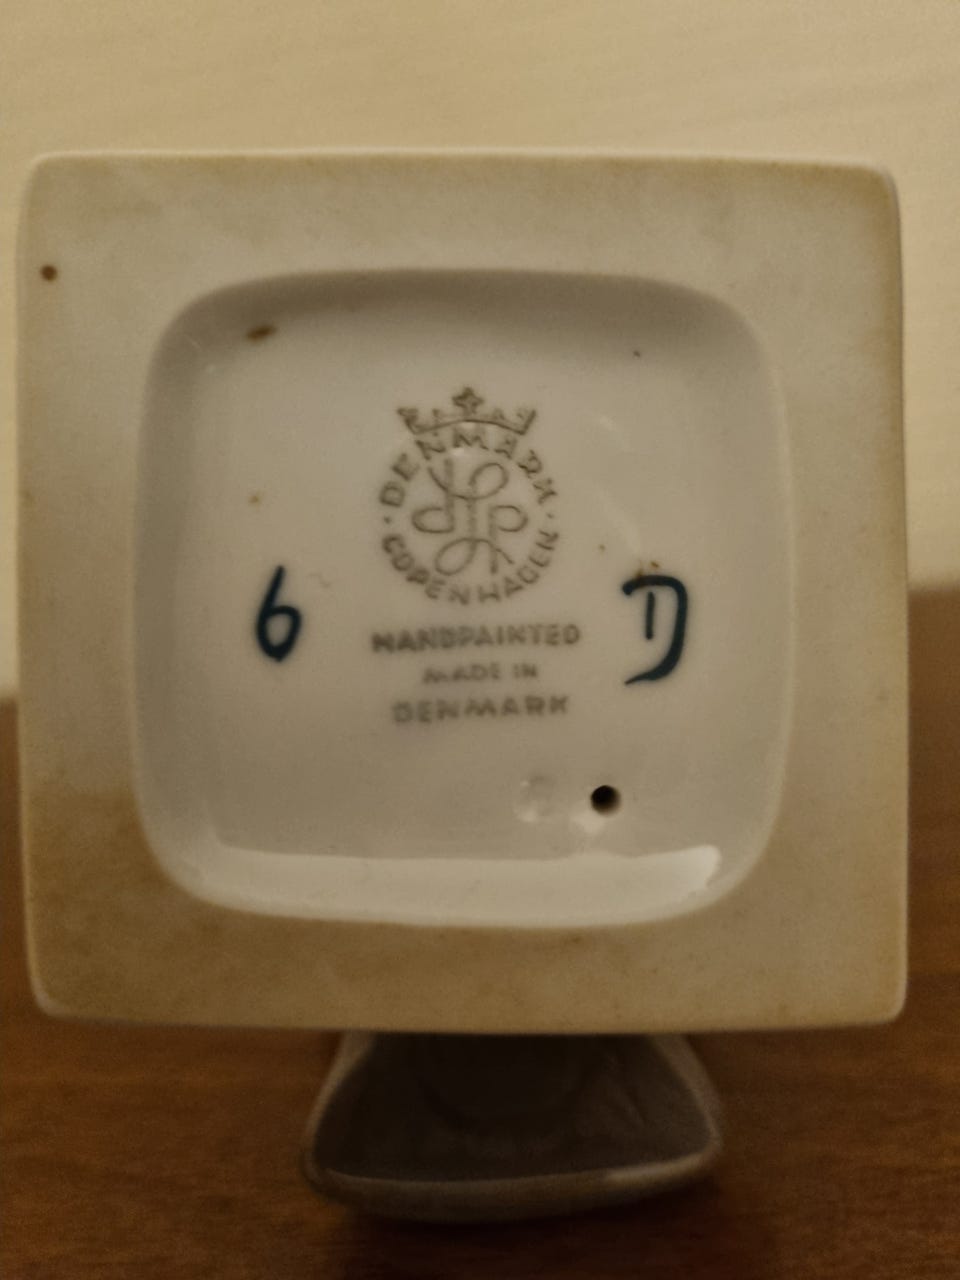 DENMARK
COPENHAGEN
6
D
HANDPAINTED
MADE IN
DENMARK